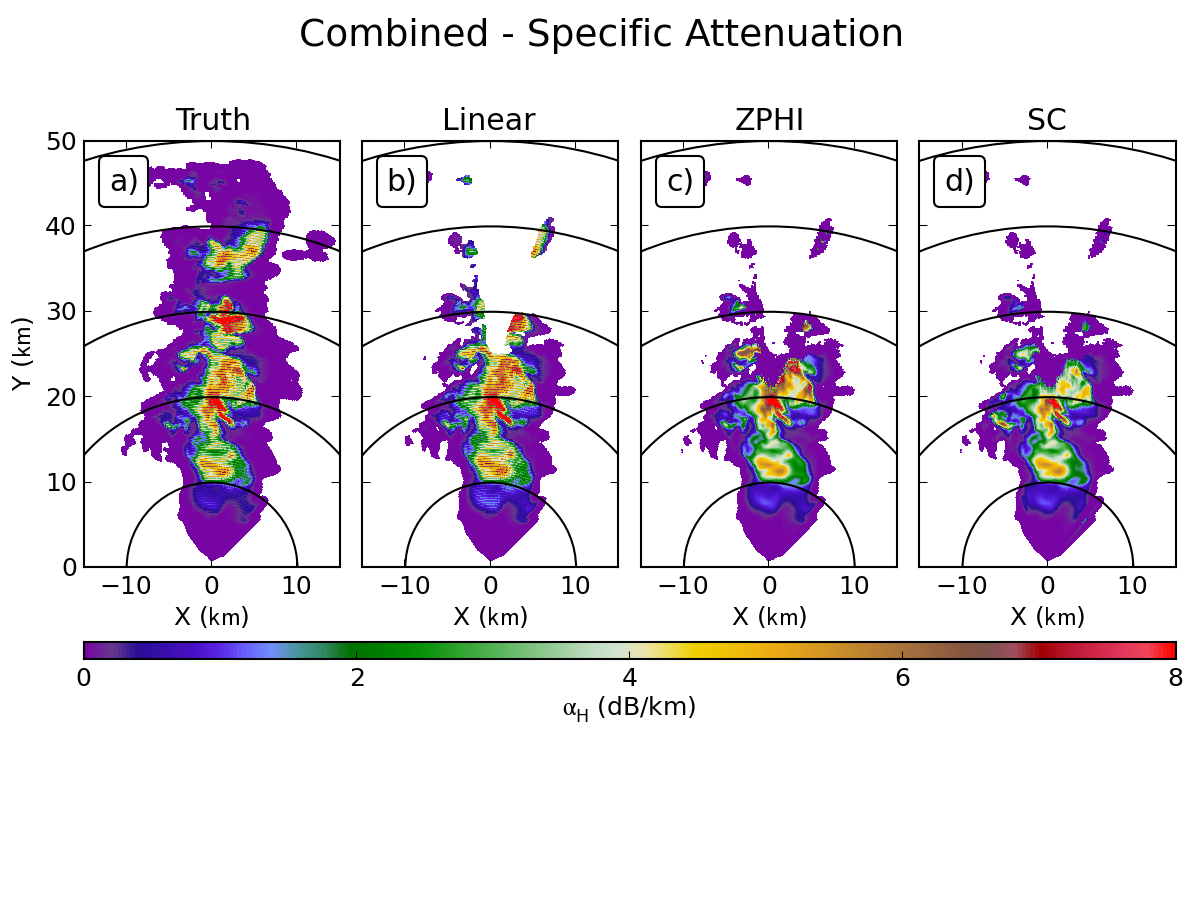 Combined - Specific Attenuation
Truth Linear ZPHI SC
a) b) c) d)
50
40
30
20
10
0
Y (km)
−10 0 10 −10 0 10 −10 0 10 −10 0 10
X (km) X (km) X (km) X (km)
0 2 4 6 8
αH (dB/km)